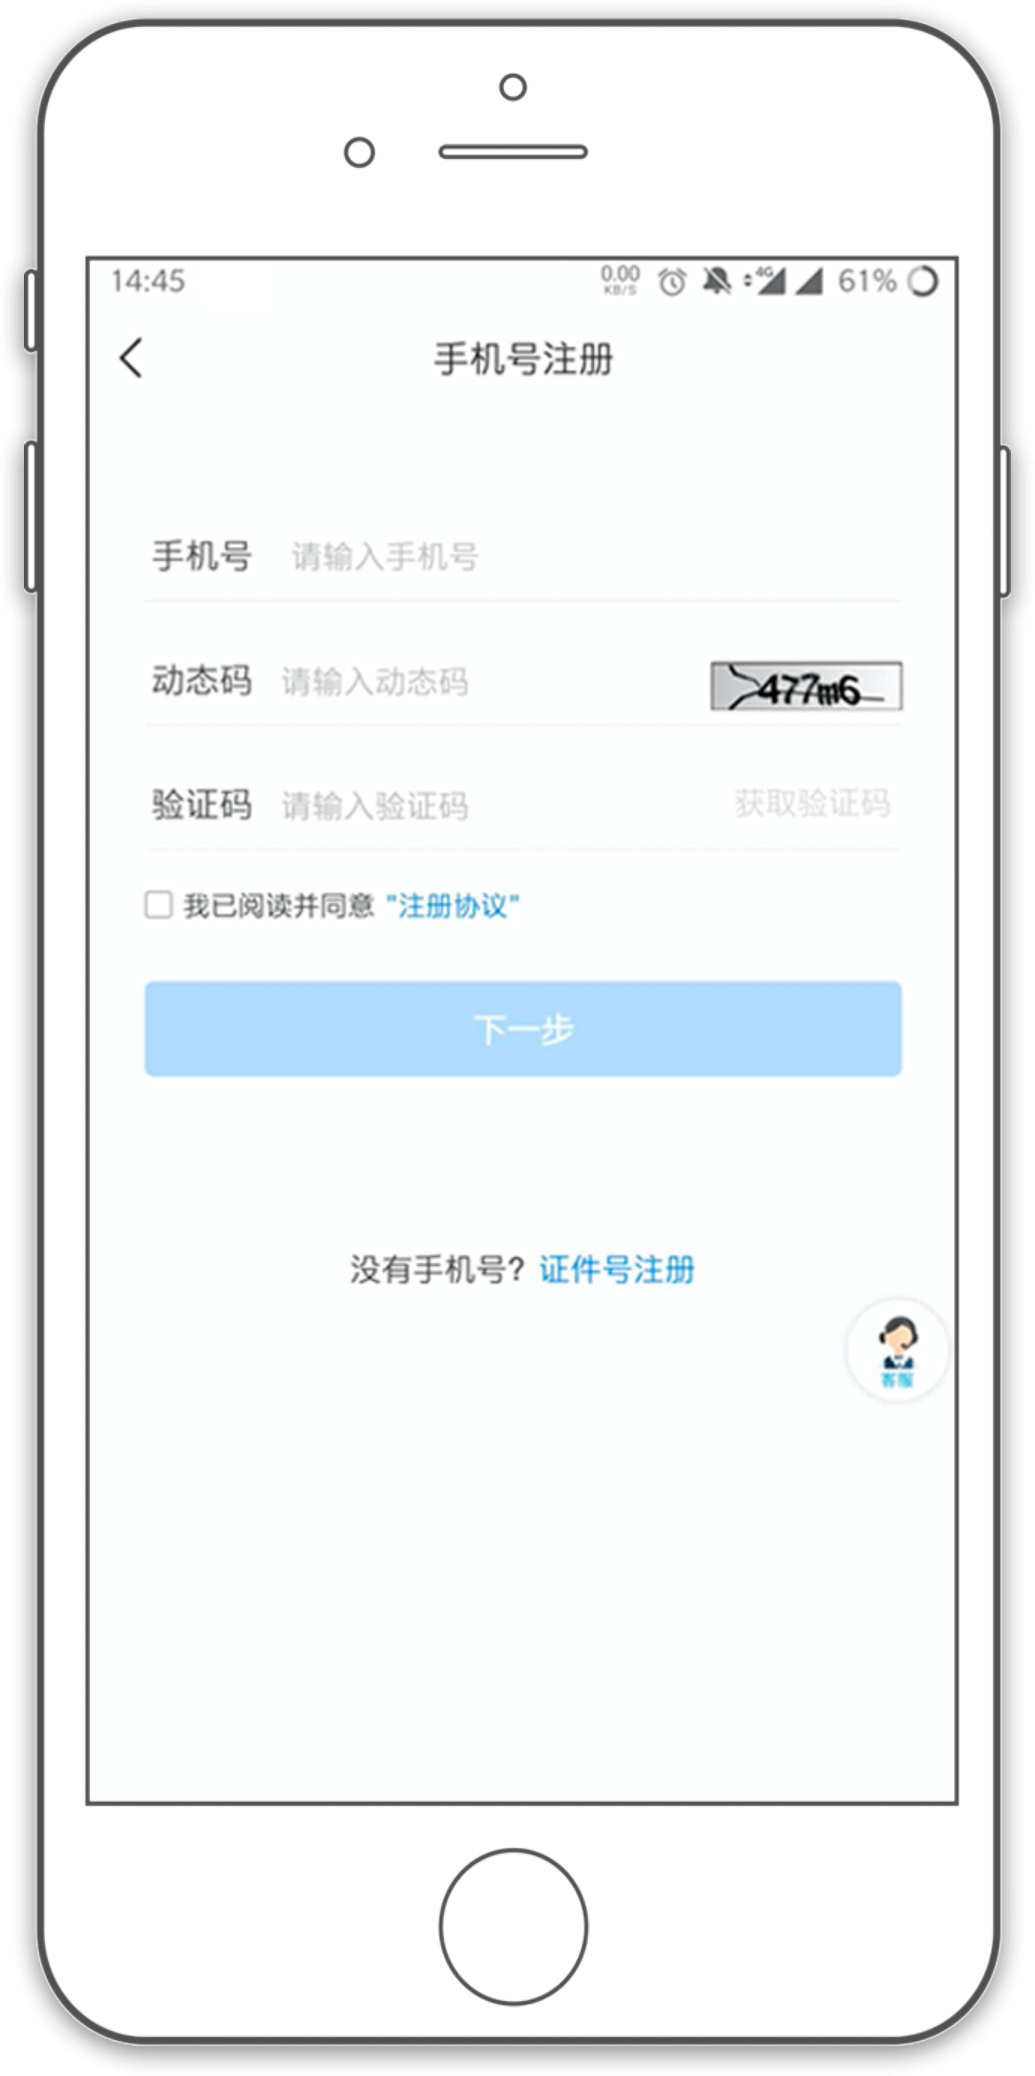 14:45 0.00 KB/S 4G 61%
手机号注册
手机号 请输入手机号
动态码 请输入动态码 477m6
验证码 请输入验证码 获取验证码
我已阅读并同意 "注册协议"
下一步
没有手机号? 证件号注册
客服